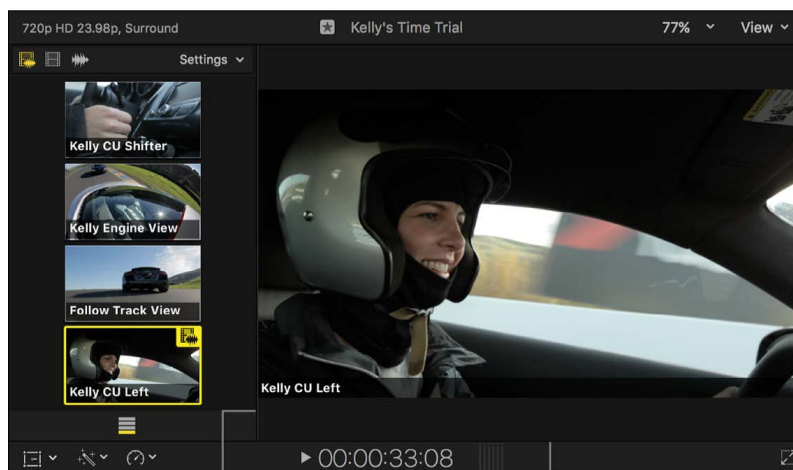 720p HD 23.98p, Surround
Kelly's Time Trial
77%
View
Settings
Kelly CU Shifter
Kelly Engine View
Follow Track View
Kelly CU Left
Kelly CU Left
00:00:33:08